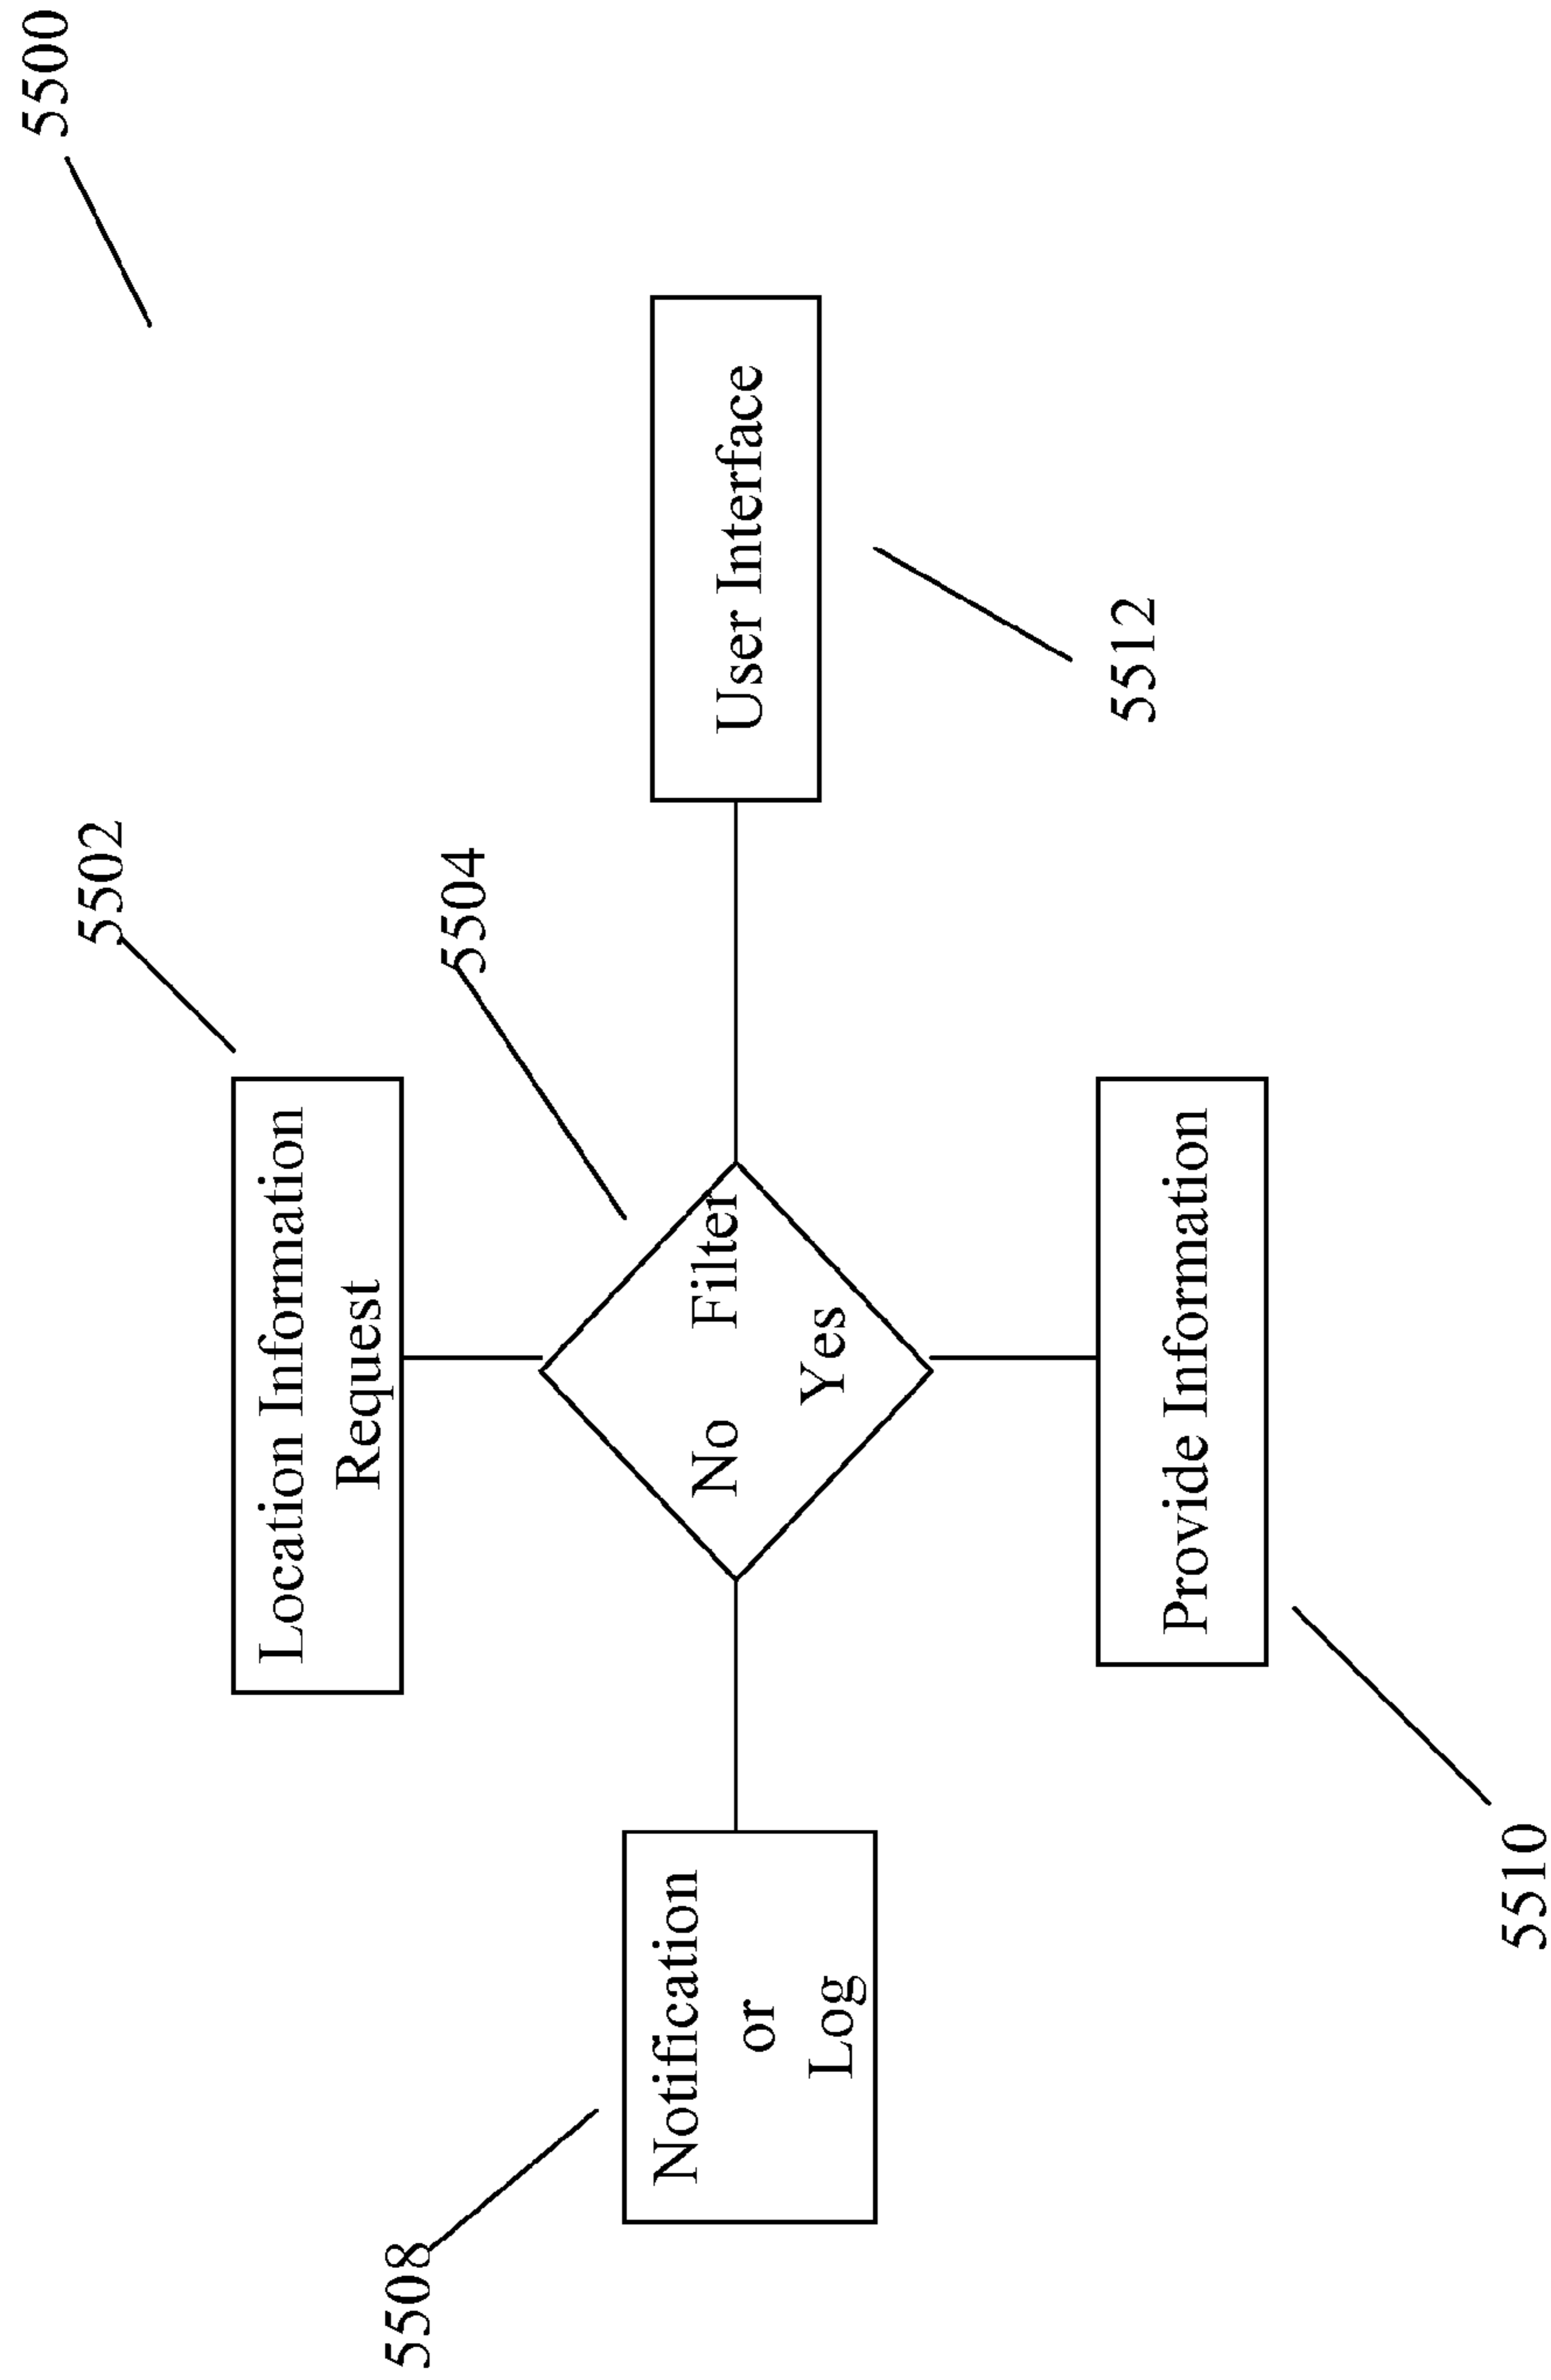 5500
5502
Location Information
Request
5508
5504
Notification
or
Log
No Filter
Yes
User Interface
5512
Provide Information
5510